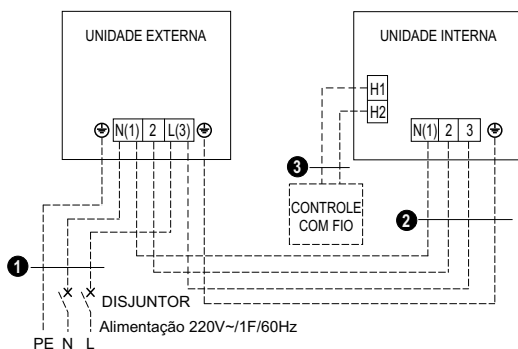 UNIDADE EXTERNA
UNIDADE INTERNA
H1
H2
N(1) 2 L(3)
N(1) 2 3
3
CONTROLE
COM FIO
2
1
DISJUNTOR
Alimentação 220V~/1F/60Hz
PE N L